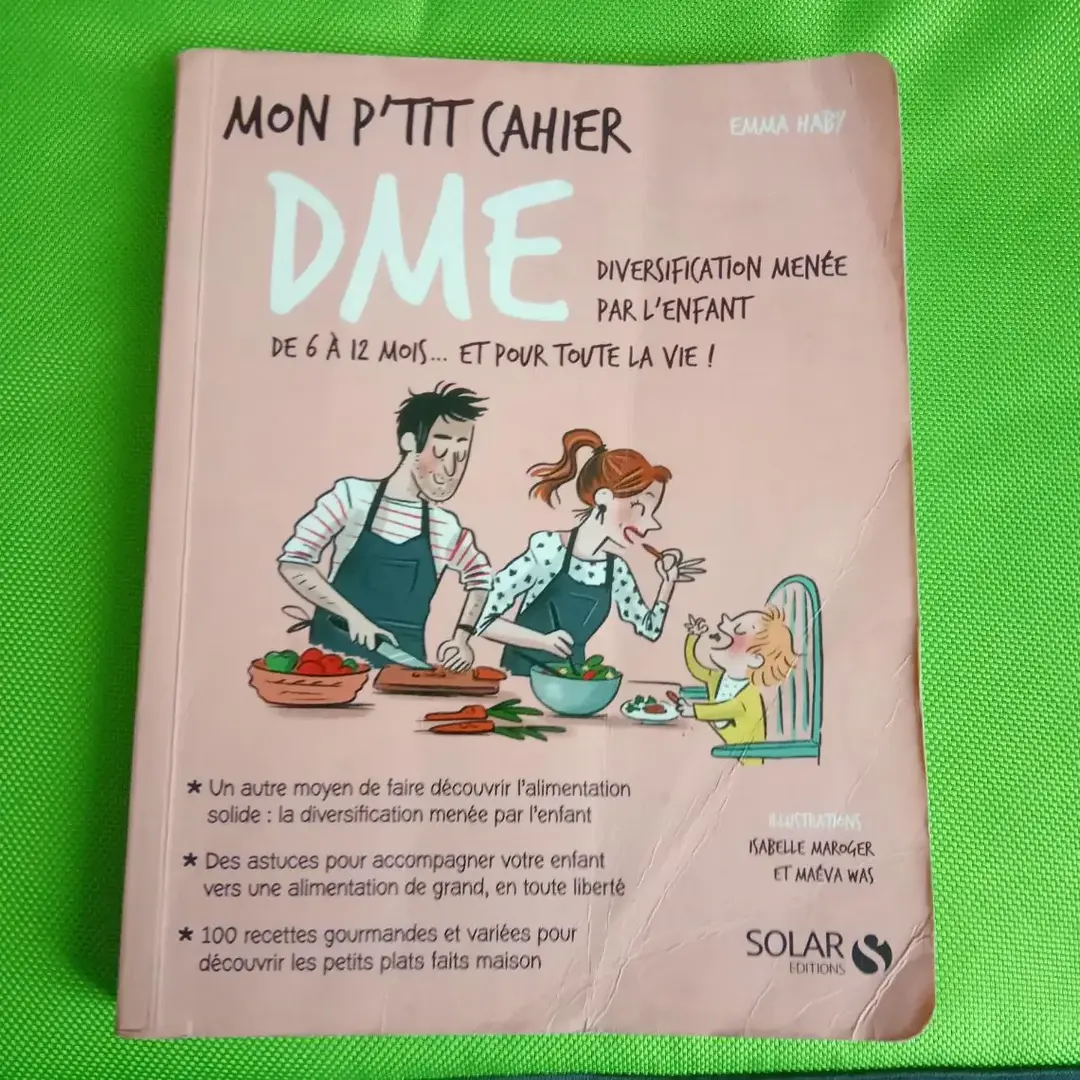 MON P'TIT CAHIER
EMMA HABY
DME
DIVERSIFICATION MENÉE
PAR L'ENFANT
DE 6 À 12 MOIS... ET POUR TOUTE LA VIE !
* Un autre moyen de faire découvrir l'alimentation
solide : la diversification menée par l'enfant
* Des astuces pour accompagner votre enfant
vers une alimentation de grand, en toute liberté
* 100 recettes gourmandes et variées pour
découvrir les petits plats faits maison
ILLUSTRATIONS
ISABELLE MAROGER
ET MAËVA WAS
SOLAR
EDITIONS